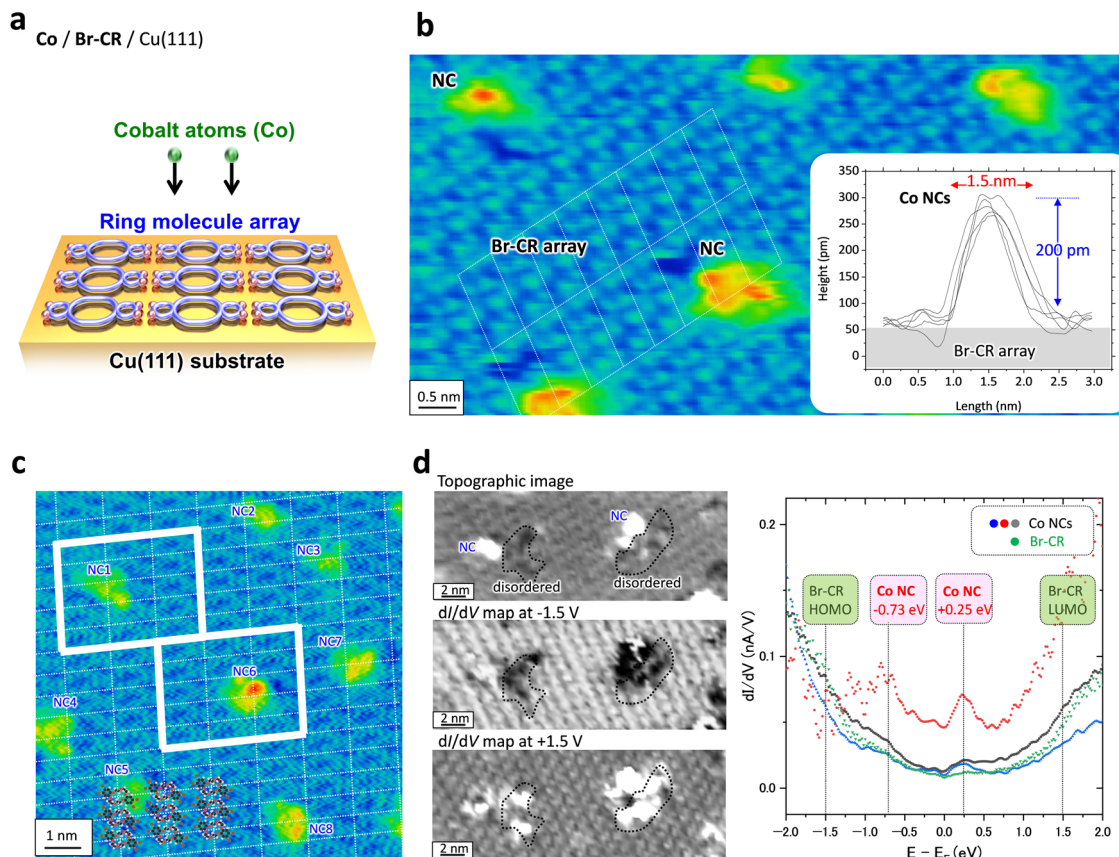 a
Co / Br-CR / Cu(111)
Cobalt atoms (Co)
Ring molecule array
Cu(111) substrate
b
NC
Br-CR array
NC
0.5 nm
Co NCs
1.5 nm
200 pm
Br-CR array
Height (pm)
350
300
250
200
150
100
50
0
0.0 0.5 1.0 1.5 2.0 2.5 3.0
Length (nm)
c
NC2
NC3
NC1
NC7
NC6
NC4
NC5
NC8
1 nm
d
Topographic image
NC
NC
disordered
disordered
2 nm
dI/dV map at -1.5 V
2 nm
dI/dV map at +1.5 V
2 nm
Co NCs
Br-CR
Br-CR
HOMO
Co NC
-0.73 eV
Co NC
+0.25 eV
Br-CR
LUMO
dI/dV (nA/V)
0.2
0.1
0.0
−2.0 −1.5 −1.0 −0.5 0.0 0.5 1.0 1.5 2.0
E − E_F (eV)